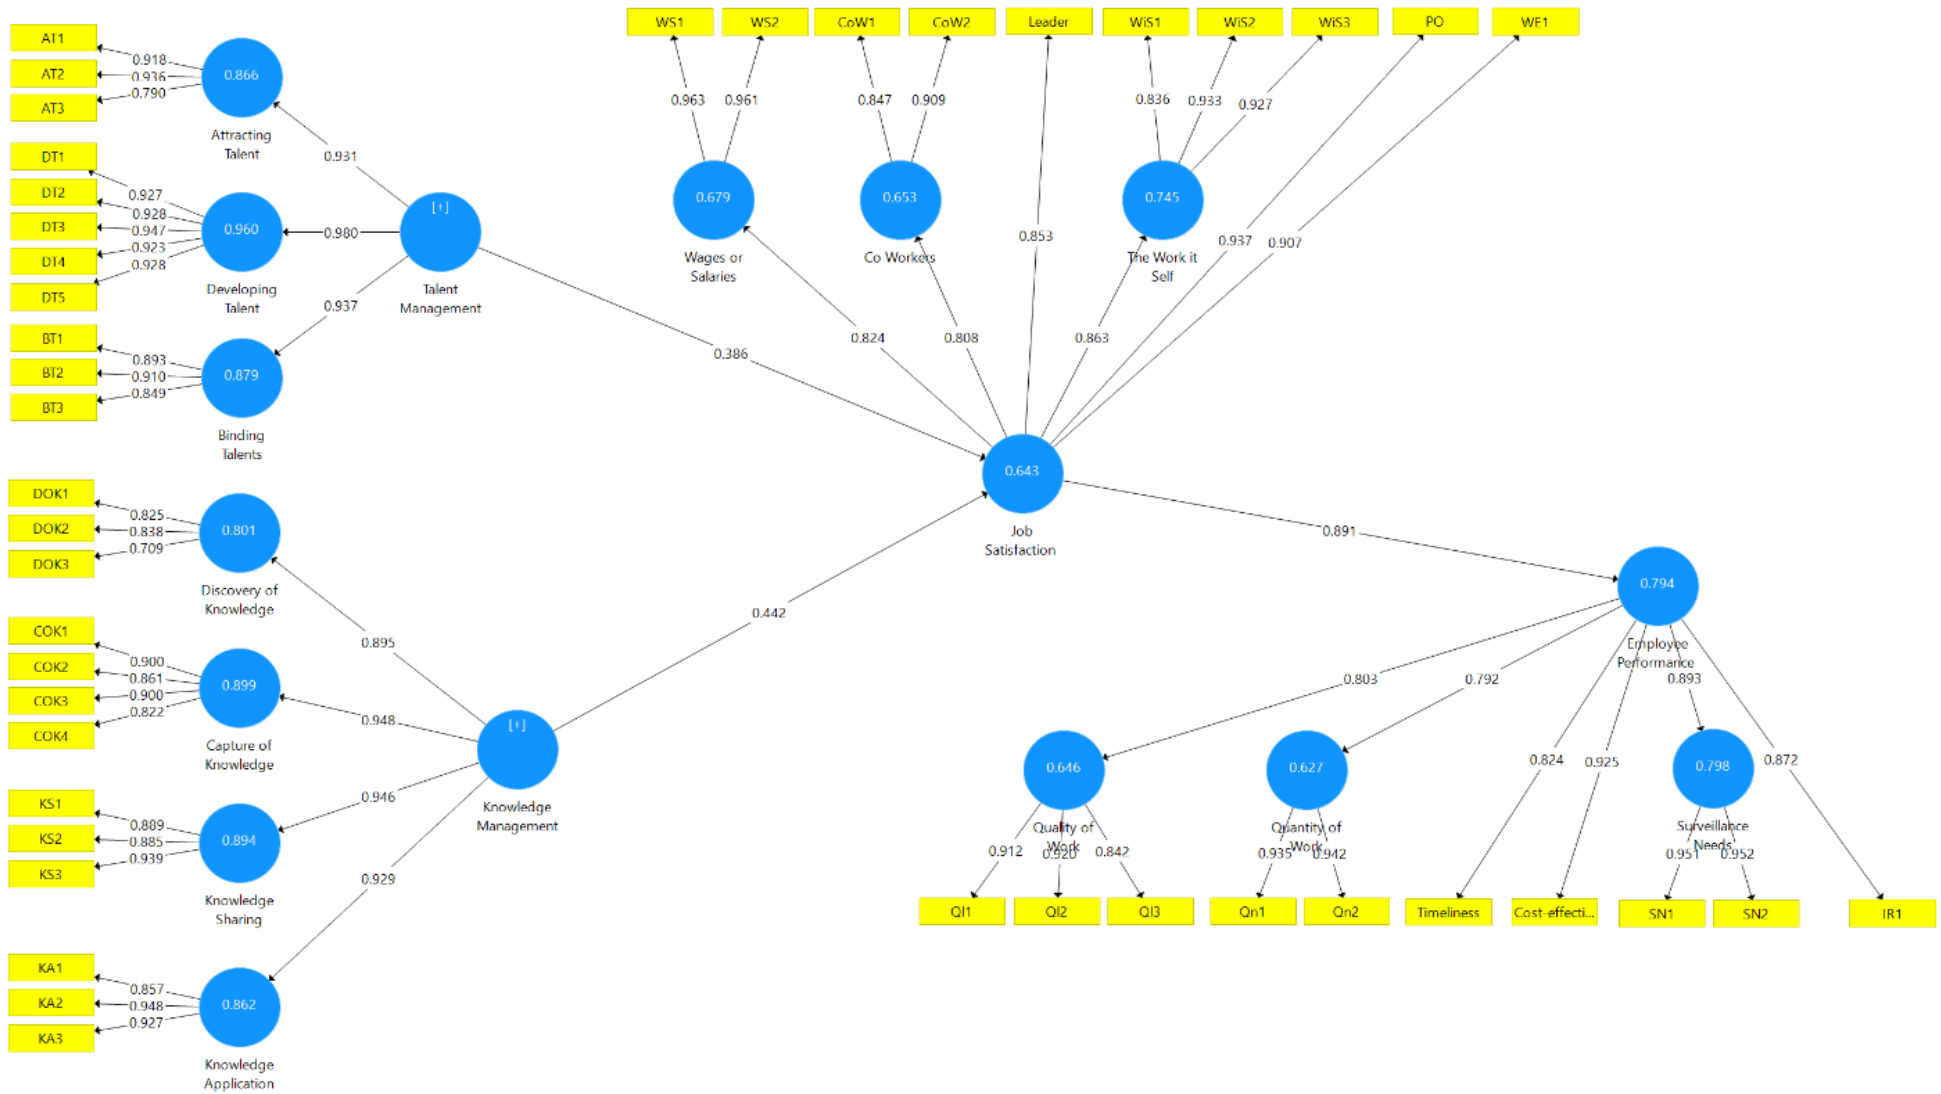 WS1
WS2
CoW1
CoW2
Leader
WiS1
WiS2
WiS3
PO
WE1
AT1
AT2
AT3
0.918
0.936
0.790
0.866
Attracting
Talent
0.931
DT1
DT2
DT3
DT4
DT5
0.927
0.928
0.947
0.923
0.928
0.960
Developing
Talent
0.980
[+]
Talent
Management
BT1
BT2
BT3
0.893
0.910
0.849
0.879
Binding
Talents
0.937
0.963
0.961
0.847
0.909
0.836
0.933
0.927
0.679
Wages or
Salaries
0.653
Co Workers
0.745
The Work it
Self
0.853
0.937
0.907
0.824
0.808
0.863
0.386
0.643
Job
Satisfaction
DOK1
DOK2
DOK3
0.825
0.838
0.709
0.801
Discovery of
Knowledge
0.895
COK1
COK2
COK3
COK4
0.900
0.861
0.900
0.822
0.899
Capture of
Knowledge
0.948
[+]
Knowledge
Management
0.442
KS1
KS2
KS3
0.889
0.885
0.939
0.894
Knowledge
Sharing
0.946
KA1
KA2
KA3
0.857
0.948
0.927
0.862
Knowledge
Application
0.929
0.891
0.794
Employee
Performance
0.803
0.792
0.893
0.824
0.925
0.872
0.646
Quality of
Work
0.912
0.920
0.842
0.627
Quantity of
Work
0.935
0.942
0.798
Surveillance
Needs
0.951
0.952
Ql1
Ql2
Ql3
Qn1
Qn2
Timeliness
Cost-effecti...
SN1
SN2
IR1